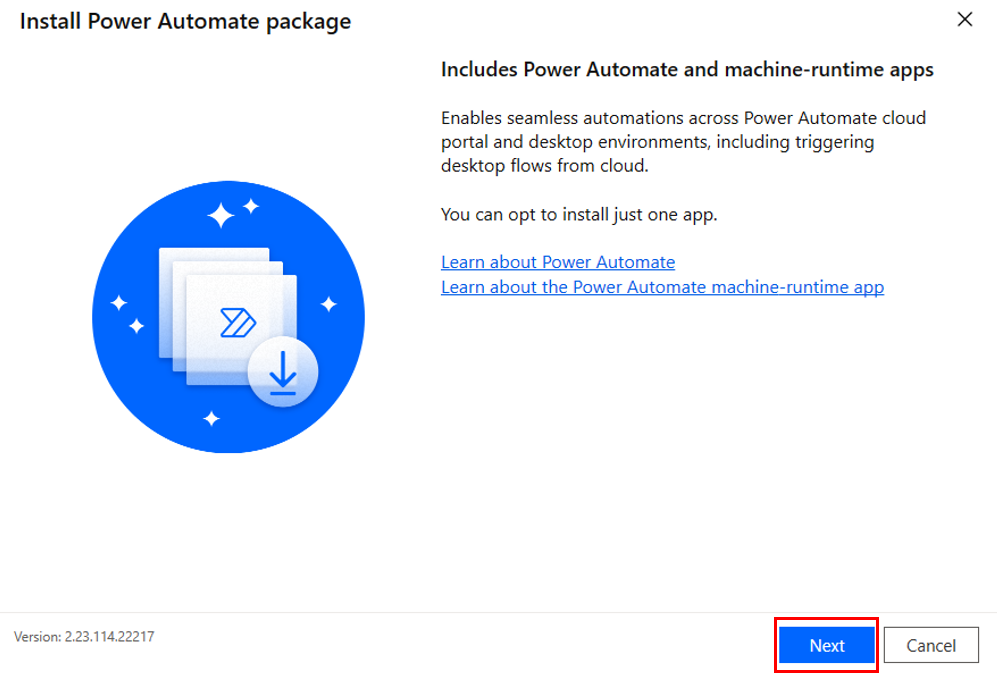 Install Power Automate package
Includes Power Automate and machine-runtime apps
Enables seamless automations across Power Automate cloud
portal and desktop environments, including triggering
desktop flows from cloud.
You can opt to install just one app.
Learn about Power Automate
Learn about the Power Automate machine-runtime app
Version: 2.23.114.22217
Next
Cancel